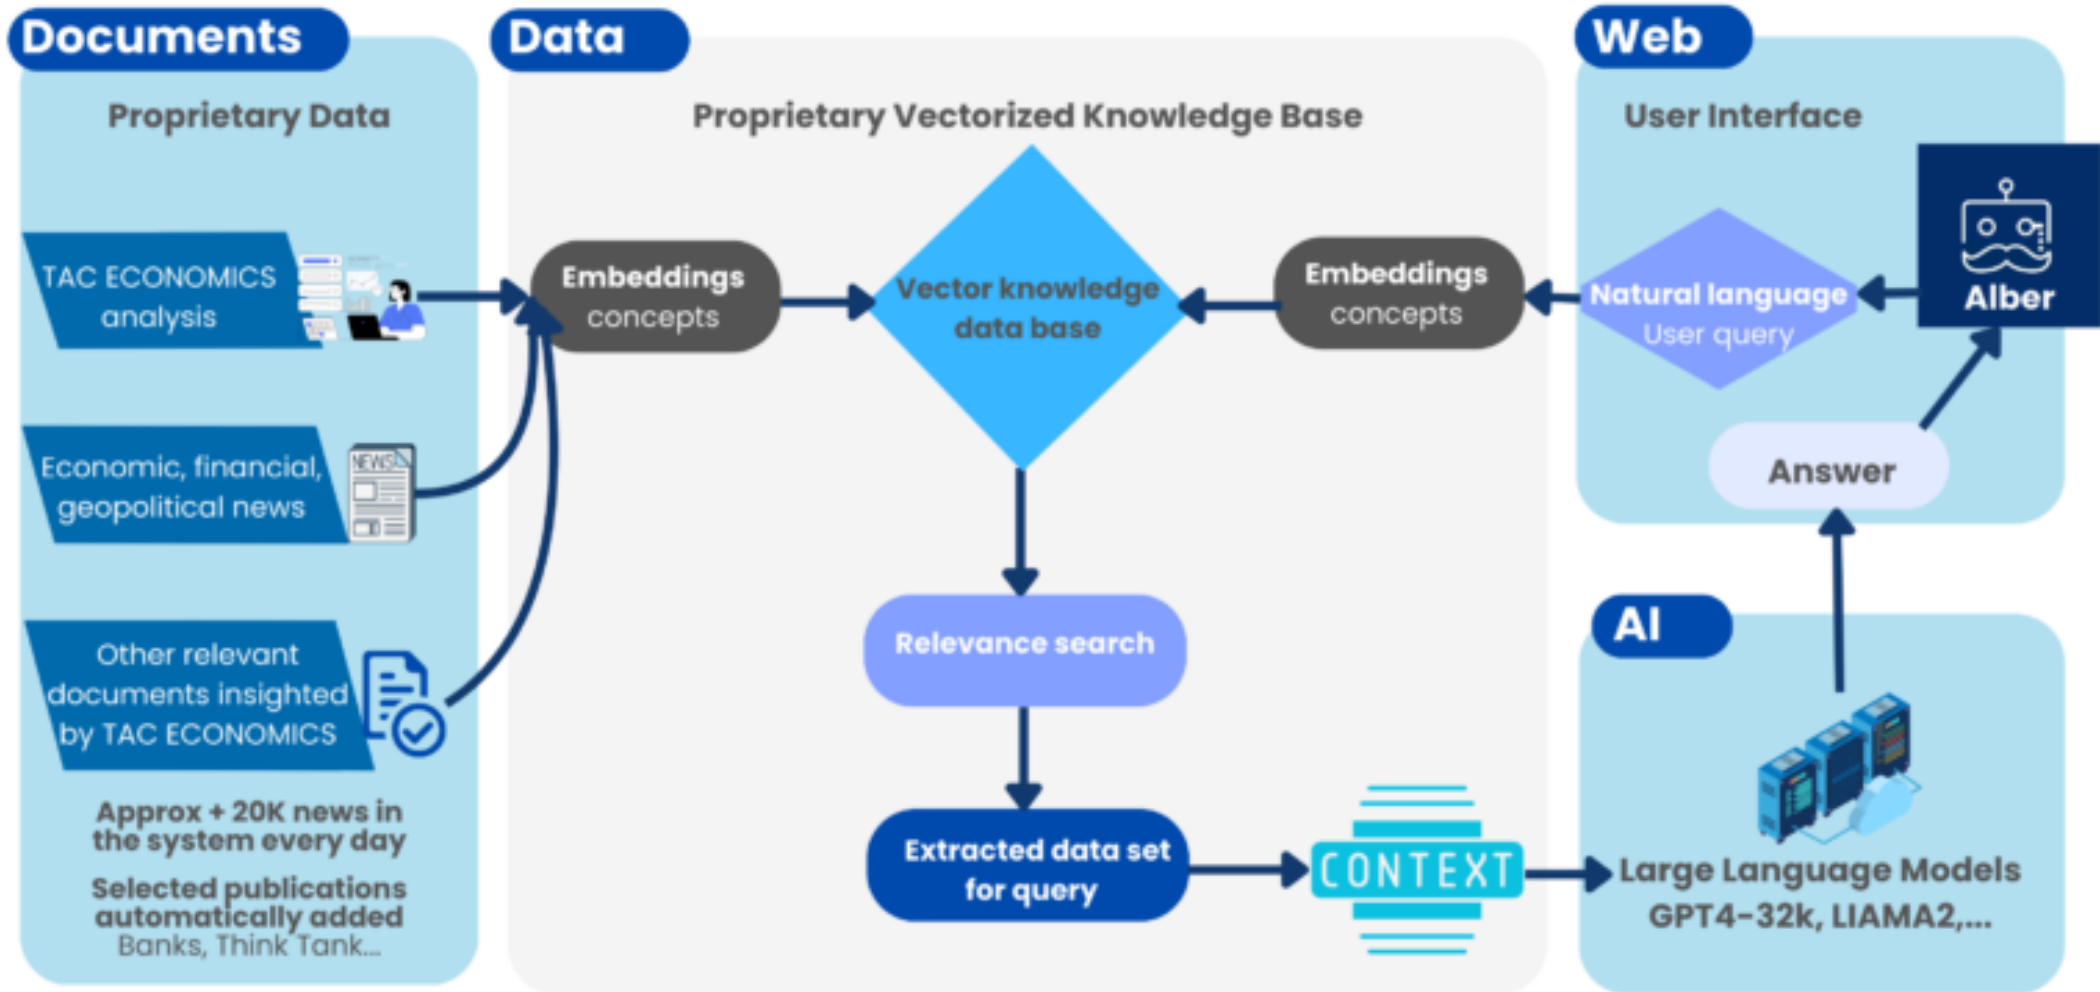 Documents
Proprietary Data
TAC ECONOMICS
analysis
Economic, financial,
geopolitical news
NEWS
Other relevant
documents insighted
by TAC ECONOMICS
Approx + 20K news in
the system every day
Selected publications
automatically added
Banks, Think Tank...
Data
Proprietary Vectorized Knowledge Base
Embeddings
concepts
Vector knowledge
data base
Embeddings
concepts
Relevance search
Extracted data set
for query
CONTEXT
Web
User Interface
Natural language
User query
Alber
Answer
AI
Large Language Models
GPT4-32k, LIAMA2,...